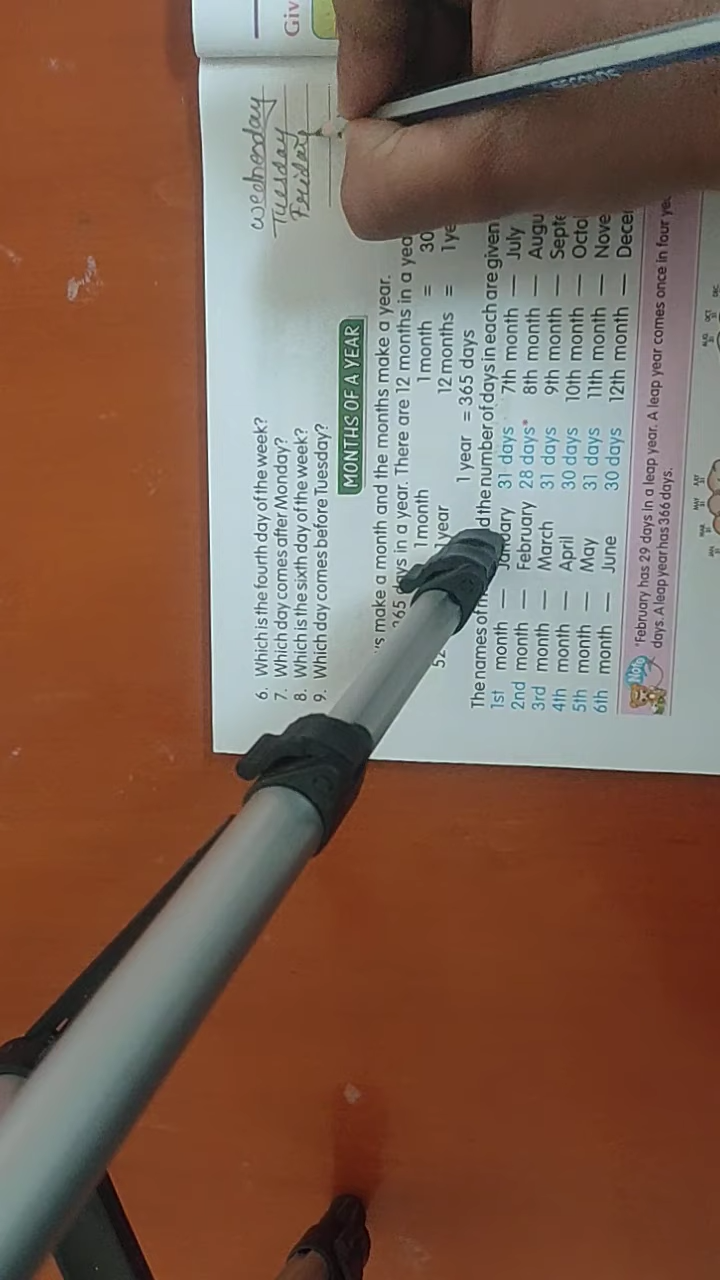 Giv
6. Which is the fourth day of the week? Wednesday
7. Which day comes after Monday? Tuesday
8. Which is the sixth day of the week? Friday
9. Which day comes before Tuesday?
MONTHS OF A YEAR
make a month and the months make a year.
365 days in a year. There are 12 months in a yea
1 month = 1 month = 30
1 year 12 months = 1 ye
52
1 year = 365 days
The names of the number of days in each are given
1st month — January 31 days 7th month — July
2nd month — February 28 days* 8th month — Augu
3rd month — March 31 days 9th month — Septe
4th month — April 30 days 10th month — Octo
5th month — May 31 days 11th month — Nove
6th month — June 30 days 12th month — Decem
Note
*February has 29 days in a leap year. A leap year comes once in four yea
days. A leap year has 366 days.